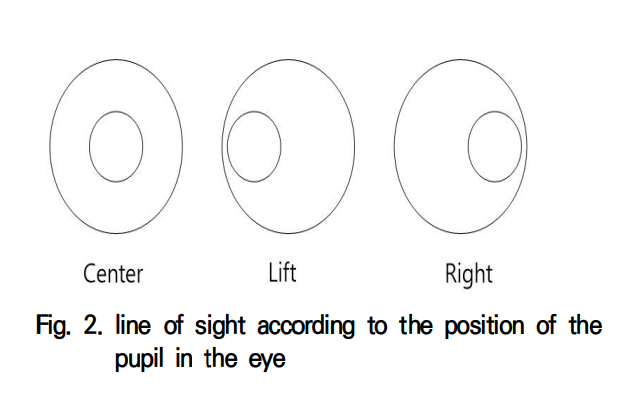 Center Lift Right
Fig. 2. line of sight according to the position of the
pupil in the eye